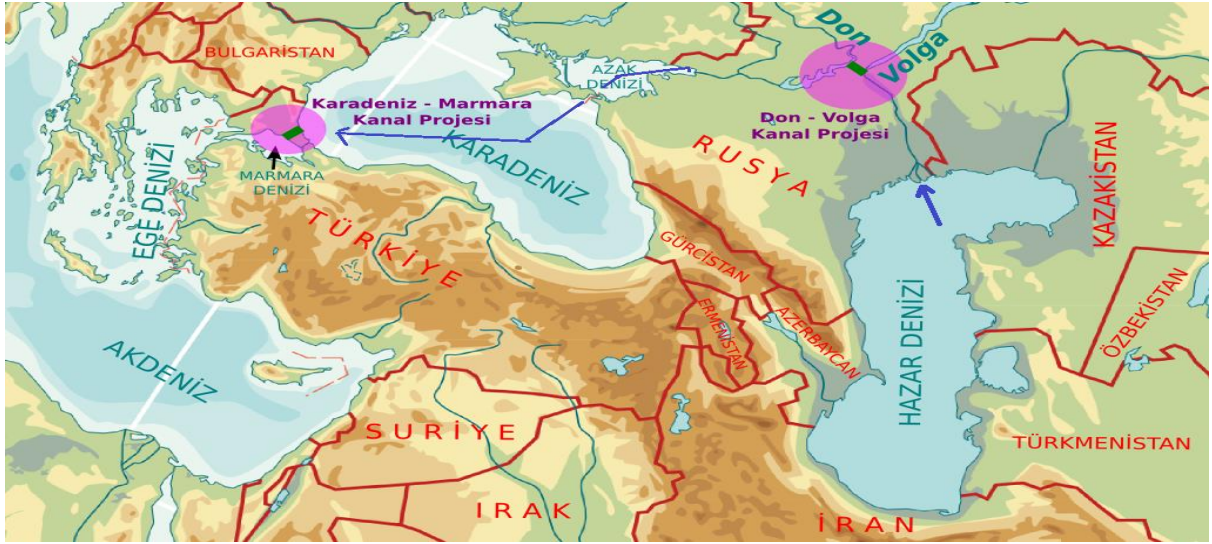 BULGARİSTAN
Karadeniz - Marmara
Kanal Projesi
MARMARA
DENİZİ
EGE DENİZİ
KARADENİZ
AZAK
DENİZİ
Don
Volga
Don - Volga
Kanal Projesi
RUSYA
KAZAKİSTAN
TÜRKİYE
GÜRCİSTAN
ERMENİSTAN
AZERBAYCAN
HAZAR DENİZİ
ÖZBEKİSTAN
TÜRKMENİSTAN
AKDENİZ
SURİYE
IRAK
İRAN